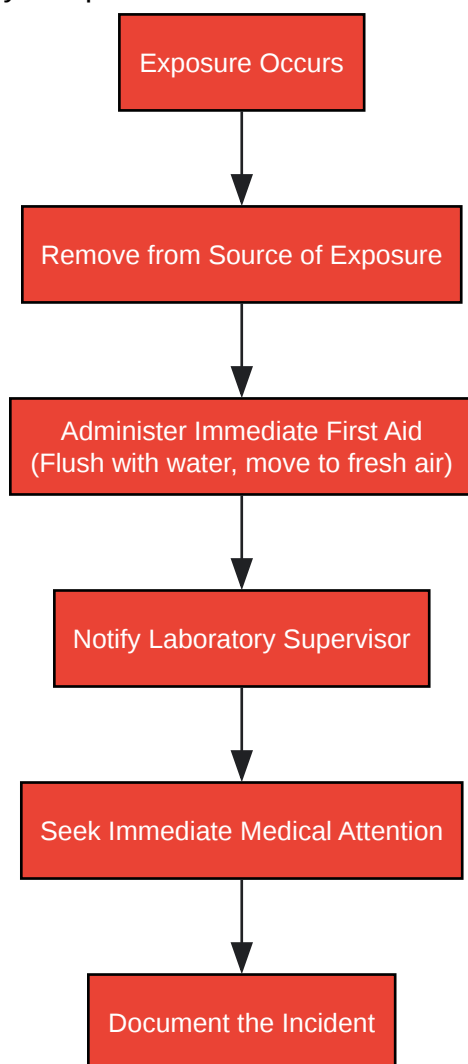 Exposure Occurs
Remove from Source of Exposure
Administer Immediate First Aid
(Flush with water, move to fresh air)
Notify Laboratory Supervisor
Seek Immediate Medical Attention
Document the Incident